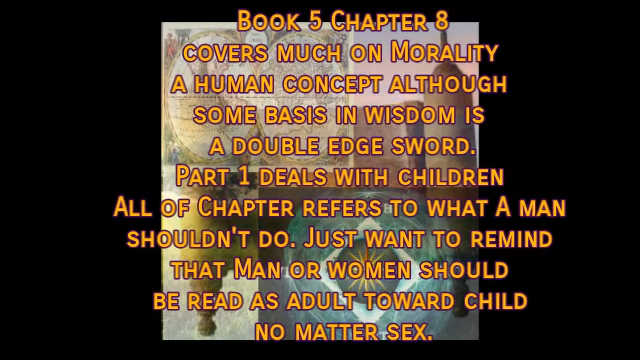 Book 5 Chapter 8
covers much on Morality
a human concept although
some basis in wisdom is
a double edge sword.
Part 1 deals with children
All of Chapter refers to what A man
shouldn't do. Just want to remind
that Man or women should
be read as adult toward child
no matter sex.